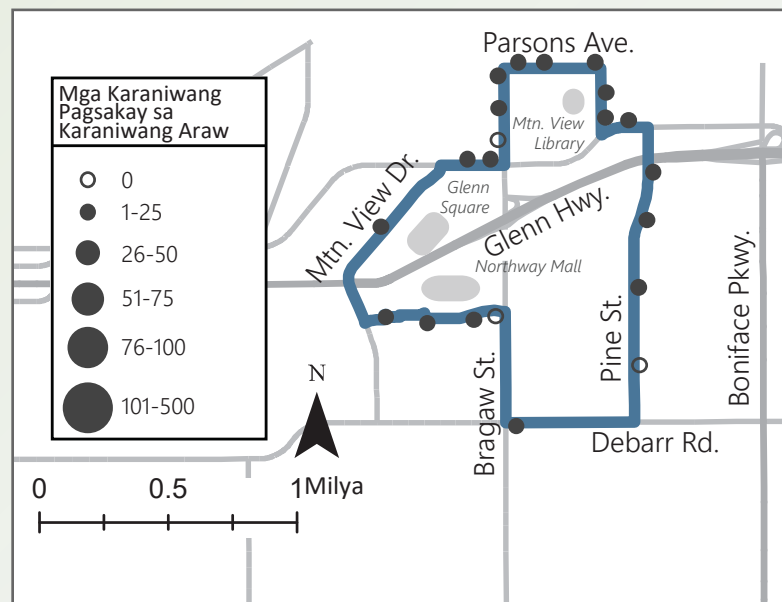 Parsons Ave.
Mga Karaniwang
Pagsakay sa
Karaniwang Araw
0
1-25
26-50
51-75
76-100
101-500
Mtn. View
Library
Glenn
Square
Mtn. View Dr.
Glenn Hwy.
Northway Mall
Pine St.
Boniface Pkwy.
Bragaw St.
Debarr Rd.
N
0 0.5 1 Milya